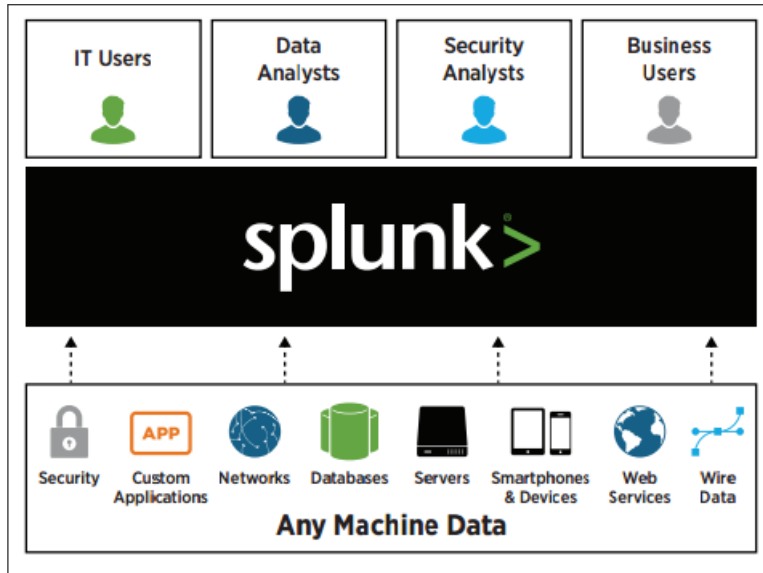 IT Users
Data
Analysts
Security
Analysts
Business
Users
splunk>
®
APP
Security
Custom
Applications
Networks
Databases
Servers
Smartphones
& Devices
Web
Services
Wire
Data
Any Machine Data